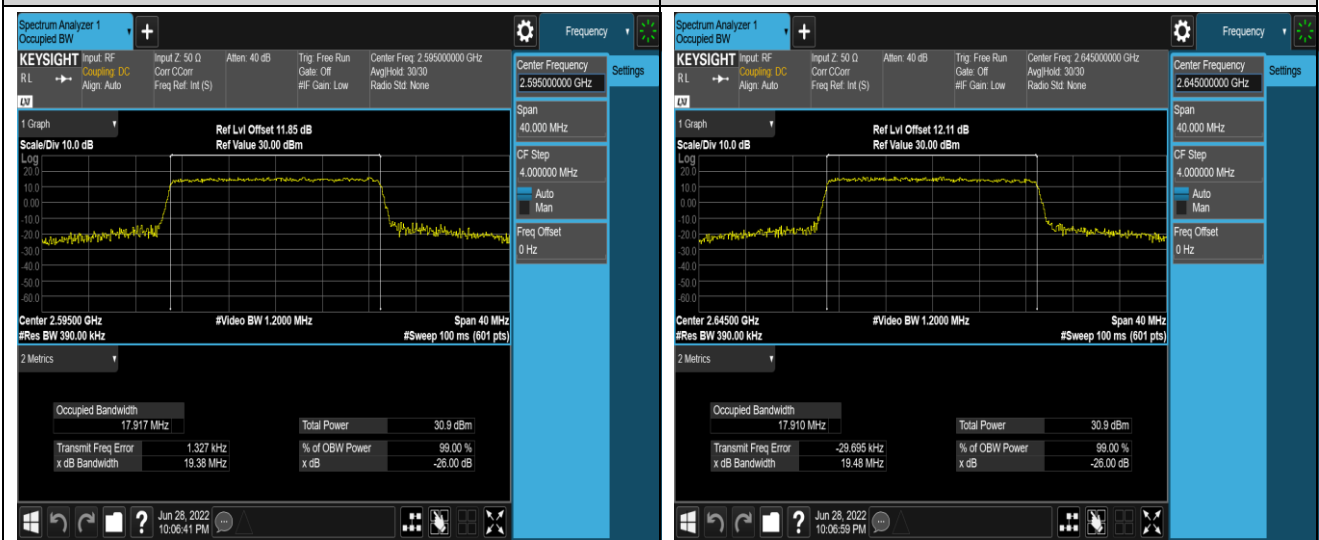 Spectrum Analyzer 1
Occupied BW
+
Frequency
KEYSIGHT
RL
LXI
Input: RF
Coupling: DC
Align: Auto
Input Z: 50 Ω
Corr CCorr
Freq Ref: Int (S)
Atten: 40 dB
Trig: Free Run
Gate: Off
#IF Gain: Low
Center Freq: 2.595000000 GHz
Avg|Hold: 30/30
Radio Std: None
Center Frequency
2.595000000 GHz
Settings
Span
40.000 MHz
CF Step
4.000000 MHz
Auto
Man
Freq Offset
0 Hz
1 Graph
Scale/Div 10.0 dB
Ref Lvl Offset 11.85 dB
Ref Value 30.00 dBm
Log
20.0
10.0
0.00
-10.0
-20.0
-30.0
-40.0
-50.0
-60.0
Center 2.59500 GHz
#Video BW 1.2000 MHz
Span 40 MHz
#Res BW 390.00 kHz
#Sweep 100 ms (601 pts)
2 Metrics
Occupied Bandwidth
17.917 MHz
Total Power 30.9 dBm
Transmit Freq Error 1.327 kHz
% of OBW Power 99.00 %
x dB Bandwidth 19.38 MHz
x dB -26.00 dB
?
Jun 28, 2022
10:06:41 PM
Spectrum Analyzer 1
Occupied BW
+
Frequency
KEYSIGHT
RL
LXI
Input: RF
Coupling: DC
Align: Auto
Input Z: 50 Ω
Corr CCorr
Freq Ref: Int (S)
Atten: 40 dB
Trig: Free Run
Gate: Off
#IF Gain: Low
Center Freq: 2.645000000 GHz
Avg|Hold: 30/30
Radio Std: None
Center Frequency
2.645000000 GHz
Settings
Span
40.000 MHz
CF Step
4.000000 MHz
Auto
Man
Freq Offset
0 Hz
1 Graph
Scale/Div 10.0 dB
Ref Lvl Offset 12.11 dB
Ref Value 30.00 dBm
Log
20.0
10.0
0.00
-10.0
-20.0
-30.0
-40.0
-50.0
-60.0
Center 2.64500 GHz
#Video BW 1.2000 MHz
Span 40 MHz
#Res BW 390.00 kHz
#Sweep 100 ms (601 pts)
2 Metrics
Occupied Bandwidth
17.910 MHz
Total Power 30.9 dBm
Transmit Freq Error -29.695 kHz
% of OBW Power 99.00 %
x dB Bandwidth 19.48 MHz
x dB -26.00 dB
?
Jun 28, 2022
10:06:59 PM